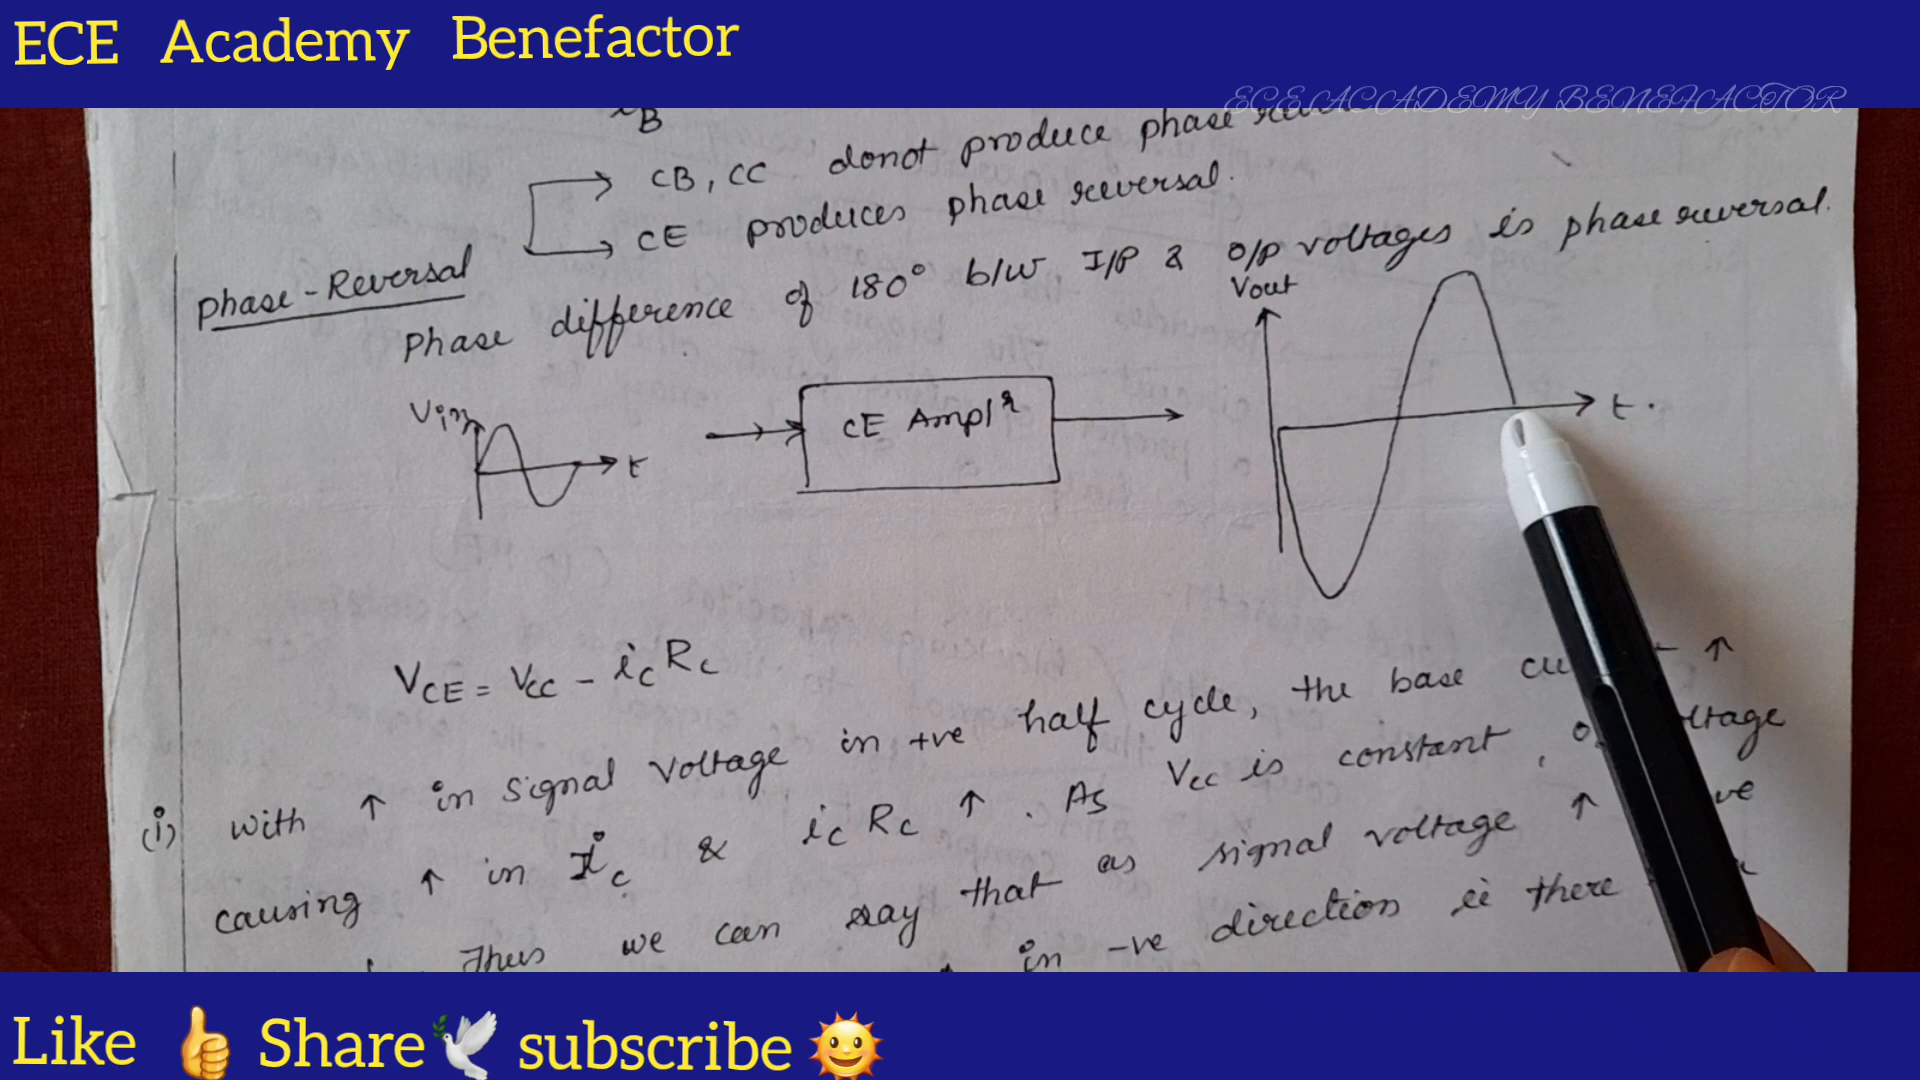 ECE Academy Benefactor
ECE ACCADEMY BENEFACTOR
iB
CB, CC donot produce phase
CE produces phase reversal.
Phase-Reversal
Phase difference of 180° b/w I/P & O/P voltages is phase reversal.
Vin
t
CE Amplr
Vout
t.
VCE = VCC - ic Rc
(i) With ↑ in signal voltage in +ve half cycle, the base ↑
causing ↑ in ic & ic Rc ↑. As Vcc is constant,
Thus we can say that as signal voltage ↑
in -ve direction ie there
Like 👍 Share 🕊 subscribe 🌞